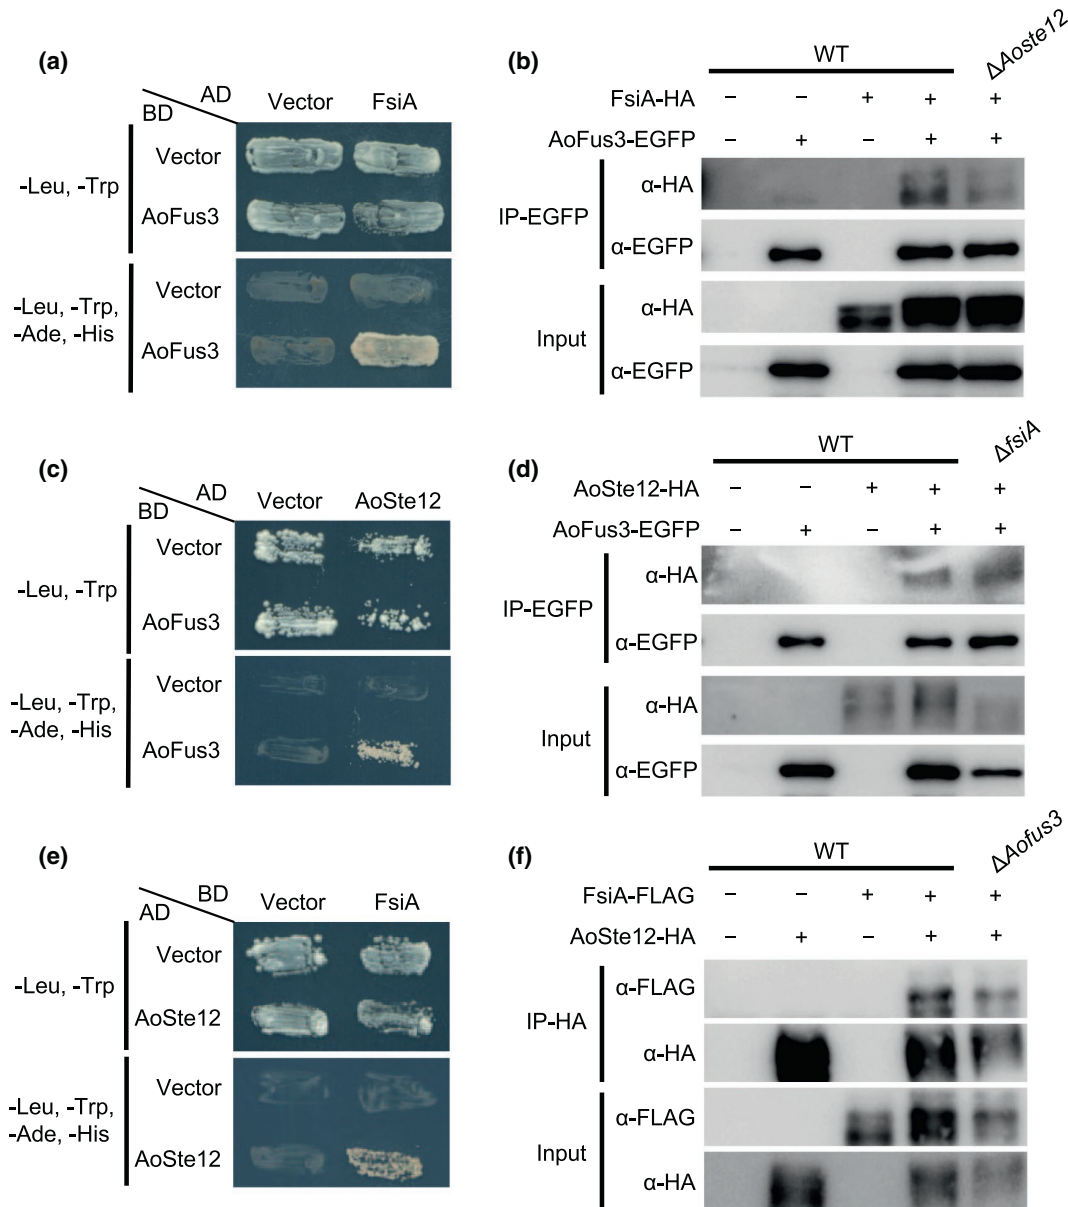 (a)
AD
BD
Vector FsiA
-Leu, -Trp
Vector
AoFus3
-Leu, -Trp,
-Ade, -His
Vector
AoFus3
(b)
WT
ΔAoste12
FsiA-HA – – + + +
AoFus3-EGFP – + – + +
IP-EGFP
α-HA
α-EGFP
Input
α-HA
α-EGFP
(c)
AD
BD
Vector AoSte12
-Leu, -Trp
Vector
AoFus3
-Leu, -Trp,
-Ade, -His
Vector
AoFus3
(d)
WT
ΔfsiA
AoSte12-HA – – + + +
AoFus3-EGFP – + – + +
IP-EGFP
α-HA
α-EGFP
Input
α-HA
α-EGFP
(e)
BD
AD
Vector FsiA
-Leu, -Trp
Vector
AoSte12
-Leu, -Trp,
-Ade, -His
Vector
AoSte12
(f)
WT
ΔAofus3
FsiA-FLAG – – + + +
AoSte12-HA – + – + +
IP-HA
α-FLAG
α-HA
Input
α-FLAG
α-HA